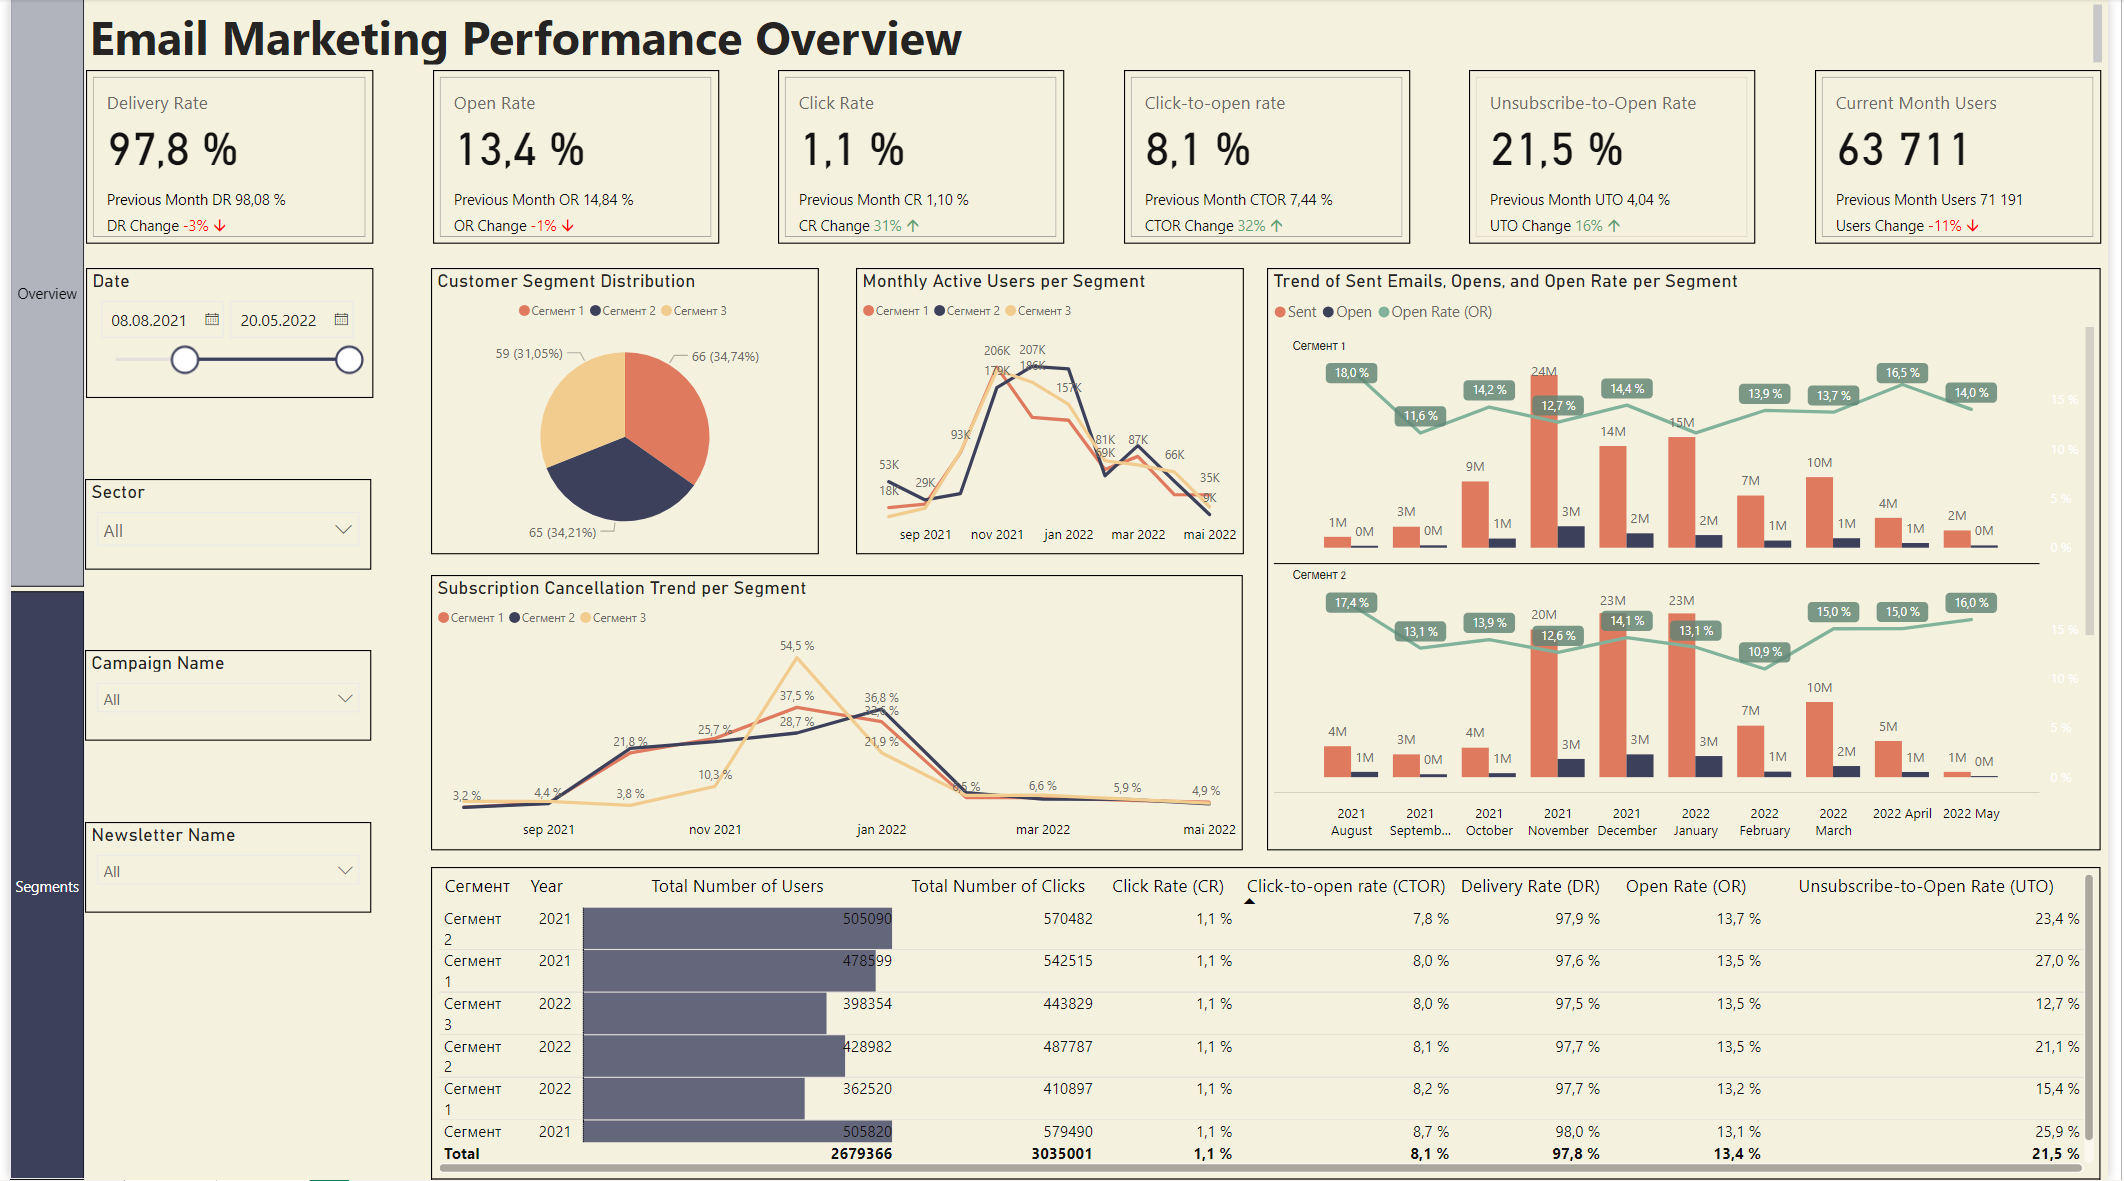 Email Marketing Performance Overview
Overview
Segments
Delivery Rate
97,8 %
Previous Month DR 98,08 %
DR Change -3% ↓
Open Rate
13,4 %
Previous Month OR 14,84 %
OR Change -1% ↓
Click Rate
1,1 %
Previous Month CR 1,10 %
CR Change 31% ↑
Click-to-open rate
8,1 %
Previous Month CTOR 7,44 %
CTOR Change 32% ↑
Unsubscribe-to-Open Rate
21,5 %
Previous Month UTO 4,04 %
UTO Change 16% ↑
Current Month Users
63 711
Previous Month Users 71 191
Users Change -11% ↓
Date
08.08.2021 20.05.2022
Sector
All
Campaign Name
All
Newsletter Name
All
Customer Segment Distribution
Сегмент 1 Сегмент 2 Сегмент 3
59 (31,05%)
66 (34,74%)
65 (34,21%)
Monthly Active Users per Segment
Сегмент 1 Сегмент 2 Сегмент 3
206K 207K
179K 186K
157K
93K
81K 87K
69K
66K
53K
18K
29K
35K
9K
sep 2021 nov 2021 jan 2022 mar 2022 mai 2022
Trend of Sent Emails, Opens, and Open Rate per Segment
Sent Open Open Rate (OR)
Сегмент 1
18,0 % 11,6 % 14,2 % 12,7 % 14,4 % 13,9 % 13,7 % 16,5 % 14,0 %
1M 0M 3M 0M 9M 1M 24M 3M 14M 2M 15M 2M 7M 1M 10M 1M 4M 1M 2M 0M
15 %
10 %
5 %
0 %
Сегмент 2
17,4 % 13,1 % 13,9 % 12,6 % 14,1 % 13,1 % 10,9 % 15,0 % 15,0 % 16,0 %
4M 1M 3M 0M 4M 1M 20M 3M 23M 3M 23M 3M 7M 1M 10M 2M 5M 1M 1M 0M
15 %
10 %
5 %
0 %
2021 August
2021 Septemb...
2021 October
2021 November
2021 December
2022 January
2022 February
2022 March
2022 April
2022 May
Subscription Cancellation Trend per Segment
Сегмент 1 Сегмент 2 Сегмент 3
54,5 %
37,5 %
28,7 %
36,8 %
21,9 %
25,7 %
21,8 %
10,3 %
3,2 % 4,4 % 3,8 % 6,6 % 5,9 % 4,9 %
sep 2021 nov 2021 jan 2022 mar 2022 mai 2022
Сегмент Year Total Number of Users Total Number of Clicks Click Rate (CR) Click-to-open rate (CTOR) Delivery Rate (DR) Open Rate (OR) Unsubscribe-to-Open Rate (UTO)
Сегмент 2 2021 505090 570482 1,1 % 7,8 % 97,9 % 13,7 % 23,4 %
Сегмент 1 2021 478599 542515 1,1 % 8,0 % 97,6 % 13,5 % 27,0 %
Сегмент 3 2022 398354 443829 1,1 % 8,0 % 97,5 % 13,5 % 12,7 %
Сегмент 2 2022 428982 487787 1,1 % 8,1 % 97,7 % 13,5 % 21,1 %
Сегмент 1 2022 362520 410897 1,1 % 8,2 % 97,7 % 13,2 % 15,4 %
Сегмент 2021 505820 579490 1,1 % 8,7 % 98,0 % 13,1 % 25,9 %
Total 2679366 3035001 1,1 % 8,1 % 97,8 % 13,4 % 21,5 %